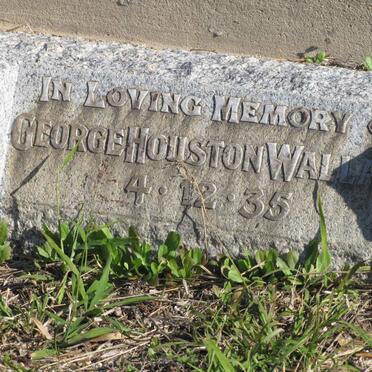 IN LOVING MEMORY
GEORGE HOUSTON
4.12.35